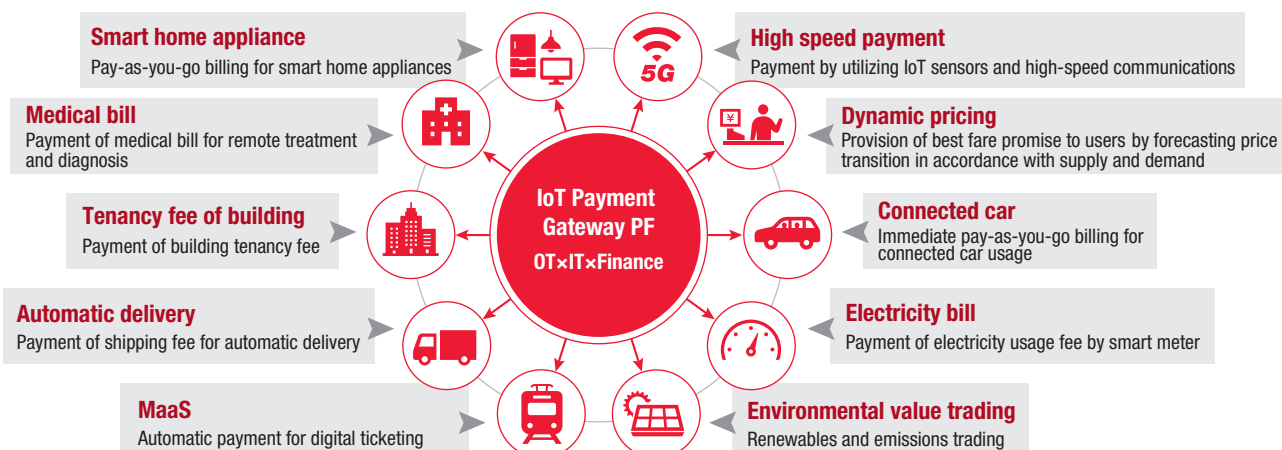 Smart home appliance
Pay-as-you-go billing for smart home appliances
5G
High speed payment
Payment by utilizing IoT sensors and high-speed communications
Medical bill
Payment of medical bill for remote treatment
and diagnosis
¥
Dynamic pricing
Provision of best fare promise to users by forecasting price
transition in accordance with supply and demand
Tenancy fee of building
Payment of building tenancy fee
IoT Payment
Gateway PF
OT×IT×Finance
Connected car
Immediate pay-as-you-go billing for
connected car usage
Automatic delivery
Payment of shipping fee for automatic delivery
Electricity bill
Payment of electricity usage fee by smart meter
MaaS
Automatic payment for digital ticketing
Environmental value trading
Renewables and emissions trading